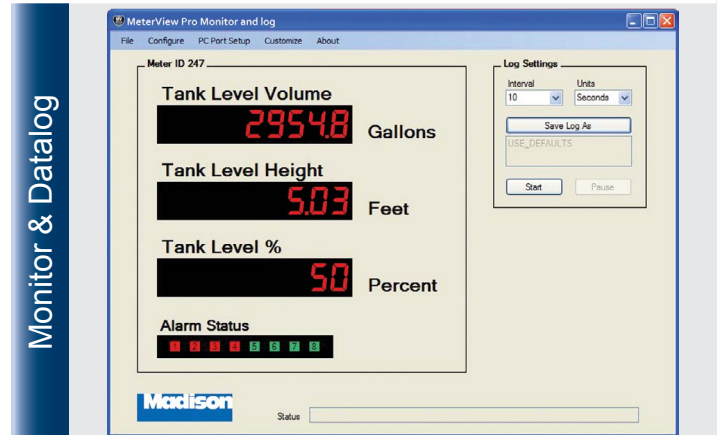 Monitor & Datalog
MeterView Pro Monitor and log
File Configure PC Port Setup Customize About
Meter ID 247
Tank Level Volume
2954.8 Gallons
Tank Level Height
5.03 Feet
Tank Level %
50 Percent
Alarm Status
1 2 3 4 5 6 7 8
Log Settings
Interval Units
10 Seconds
Save Log As
USE_DEFAULTS
Start Pause
Madison
Status